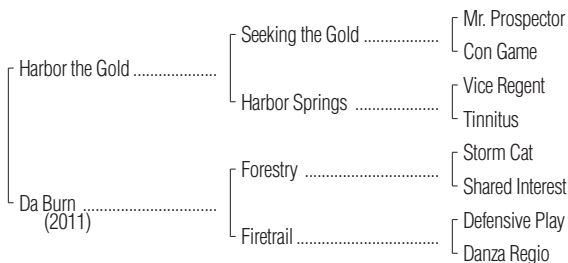 Mr. Prospector
Seeking the Gold ..................
Con Game
Harbor the Gold ....................
Vice Regent
Harbor Springs ....................
Tinnitus
Storm Cat
Forestry ................................
Shared Interest
Da Burn ................................
(2011)
Defensive Play
Firetrail ..................................
Danza Regio